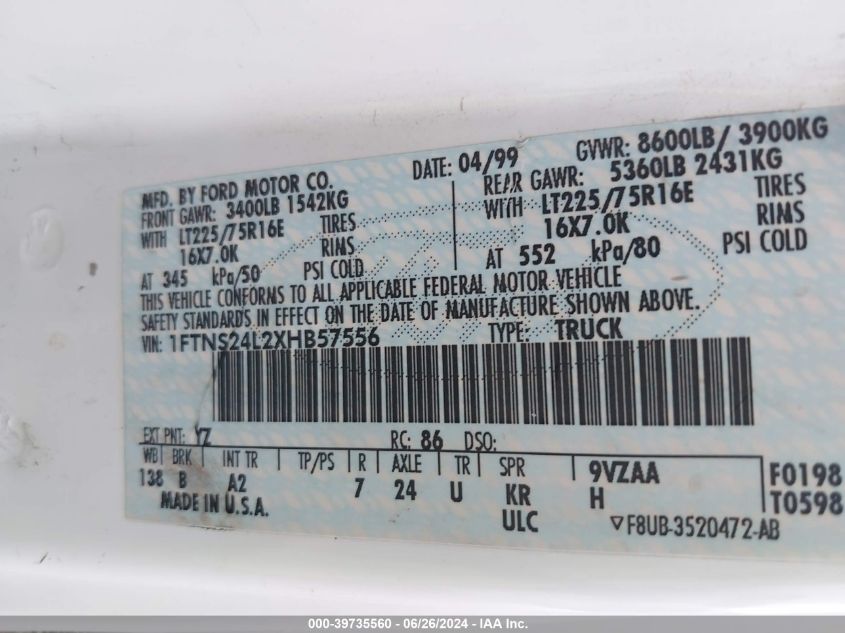 MFD. BY FORD MOTOR CO.
DATE: 04/99
GVWR: 8600LB/ 3900KG
FRONT GAWR: 3400LB 1542KG
REAR GAWR: 5360LB 2431KG
WITH LT225/75R16E TIRES
WITH LT225/75R16E TIRES
16X7.0K RIMS
16X7.0K RIMS
AT 345 kPa/50 PSI COLD
AT 552 kPa/80 PSI COLD
THIS VEHICLE CONFORMS TO ALL APPLICABLE FEDERAL MOTOR VEHICLE
SAFETY STANDARDS IN EFFECT ON THE DATE OF MANUFACTURE SHOWN ABOVE.
VIN: 1FTNS24L2XHB57556
TYPE: TRUCK
EXT PNT: YZ RC: 86 DSO:
WB BRK INT TR TP/PS R AXLE TR SPR 9VZAA F0198
138 B A2 7 24 U KR H T0598
MADE IN U.S.A. ULC ▽F8UB-3520472-AB
000-39735560 - 06/26/2024 - IAA Inc.